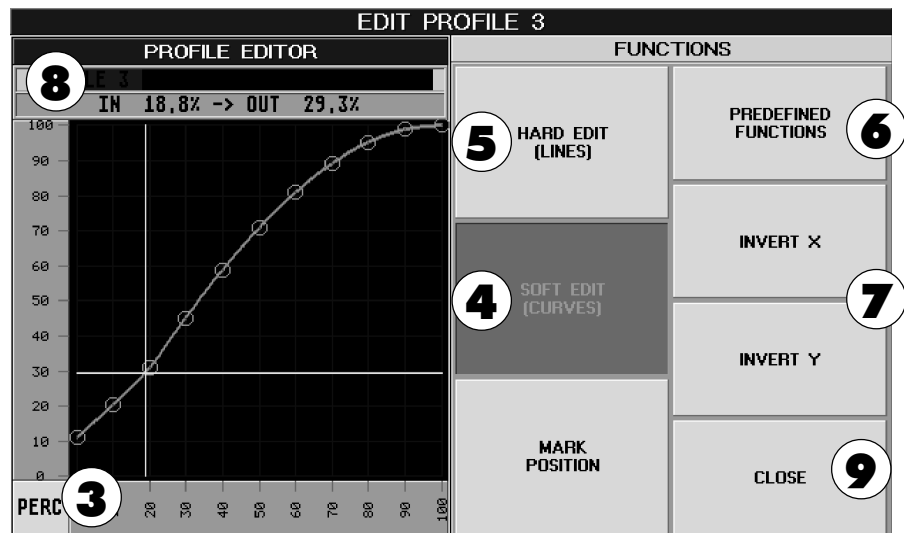 EDIT PROFILE 3
PROFILE EDITOR
8
LE 3
IN 18,8% -> OUT 29,3%
100
90
80
70
60
50
40
30
20
10
0
PERC
3
20
30
40
50
60
70
80
90
100
FUNCTIONS
5
HARD EDIT
(LINES)
PREDEFINED
FUNCTIONS
6
4
SOFT EDIT
(CURVES)
INVERT X
7
INVERT Y
MARK
POSITION
CLOSE
9